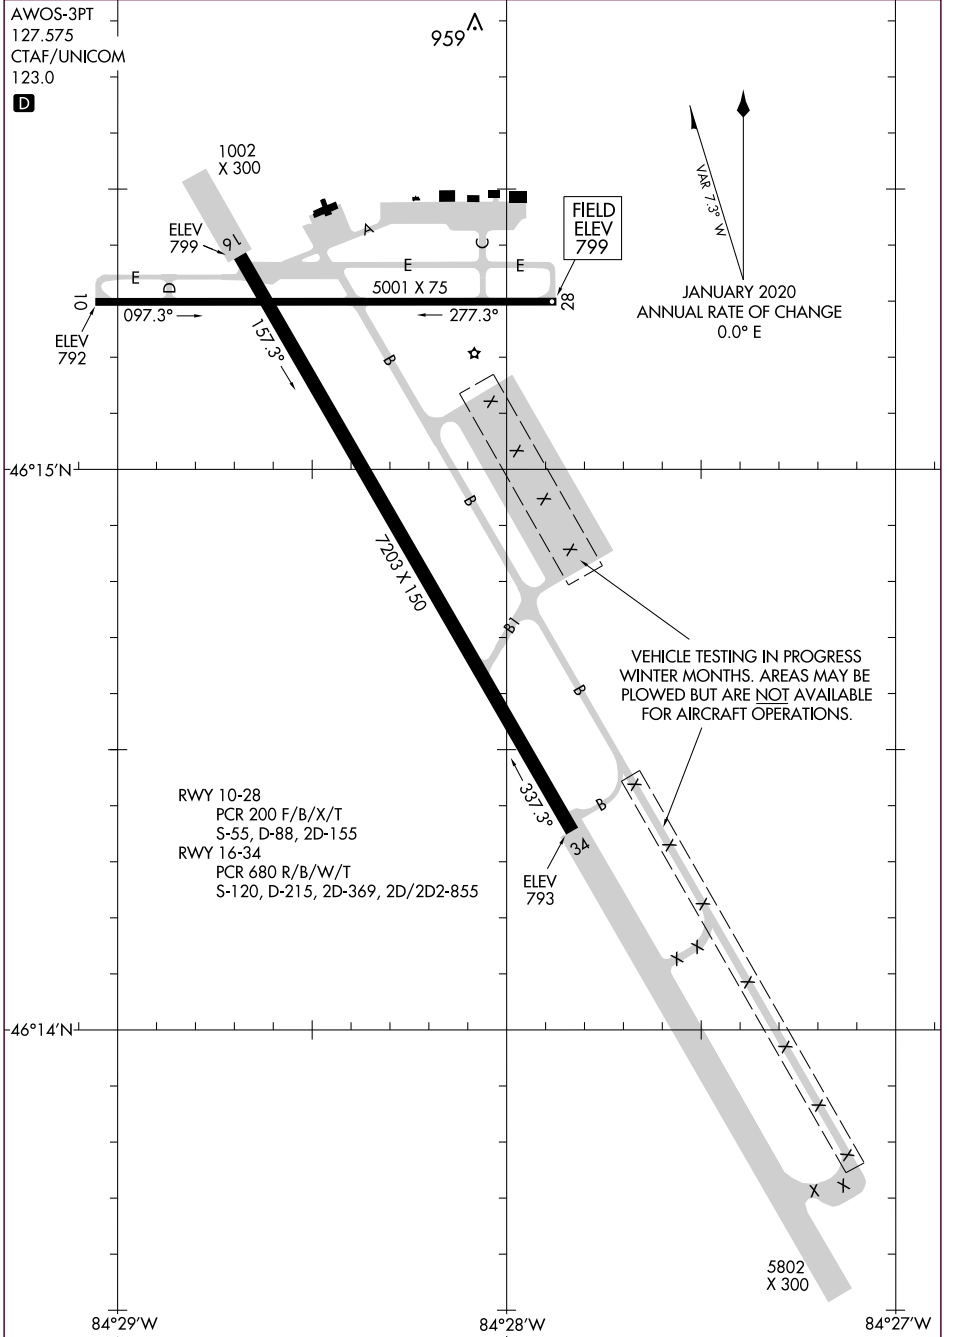 AWOS-3PT
127.575
CTAF/UNICOM
123.0
D
959
1002
X 300
VAR 7.3° W
ELEV
799
16
A
C
FIELD
ELEV
799
E
D
E
E
5001 X 75
10
28
097.3°
277.3°
JANUARY 2020
ANNUAL RATE OF CHANGE
0.0° E
ELEV
792
157.3°
B
X
X
46°15'N
B
X
X
7203 X 150
B1
VEHICLE TESTING IN PROGRESS
WINTER MONTHS. AREAS MAY BE
PLOWED BUT ARE NOT AVAILABLE
FOR AIRCRAFT OPERATIONS.
B
X
RWY 10-28
PCR 200 F/B/X/T
S-55, D-88, 2D-155
RWY 16-34
PCR 680 R/B/W/T
S-120, D-215, 2D-369, 2D/2D2-855
337.3°
B
34
X
ELEV
793
X
X
X
X
46°14'N
X
X
X
X
X
5802
X 300
84°29'W
84°28'W
84°27'W